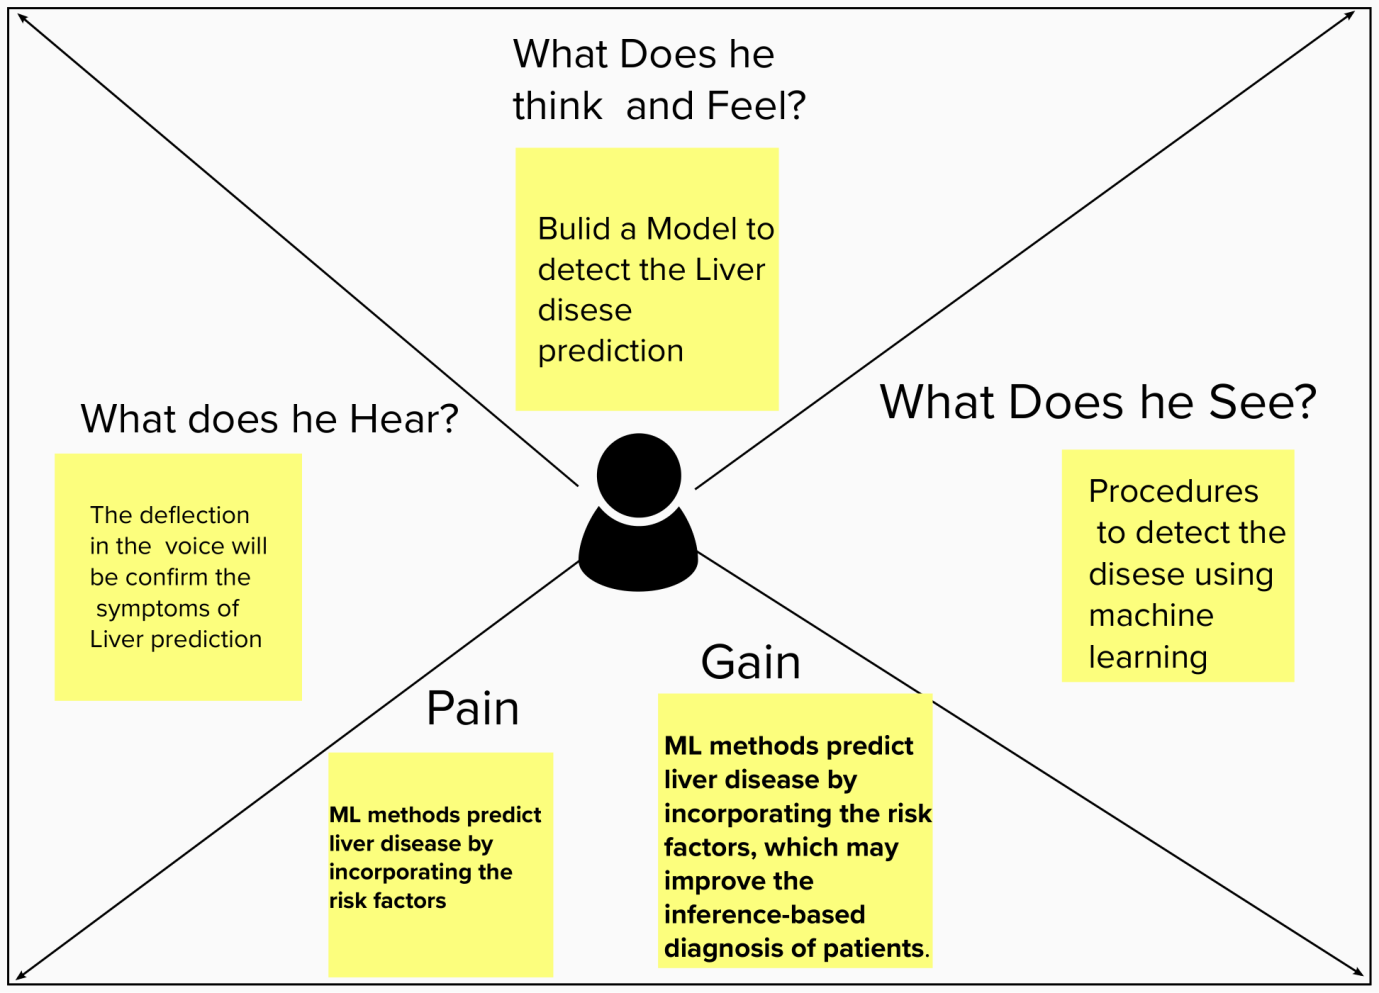 What Does he
think and Feel?
Bulid a Model to
detect the Liver
disese
prediction
What does he Hear?
The deflection
in the voice will
be confirm the
symptoms of
Liver prediction
What Does he See?
Procedures
to detect the
disese using
machine
learning
Pain
ML methods predict
liver disease by
incorporating the
risk factors
Gain
ML methods predict
liver disease by
incorporating the risk
factors, which may
improve the
inference-based
diagnosis of patients.